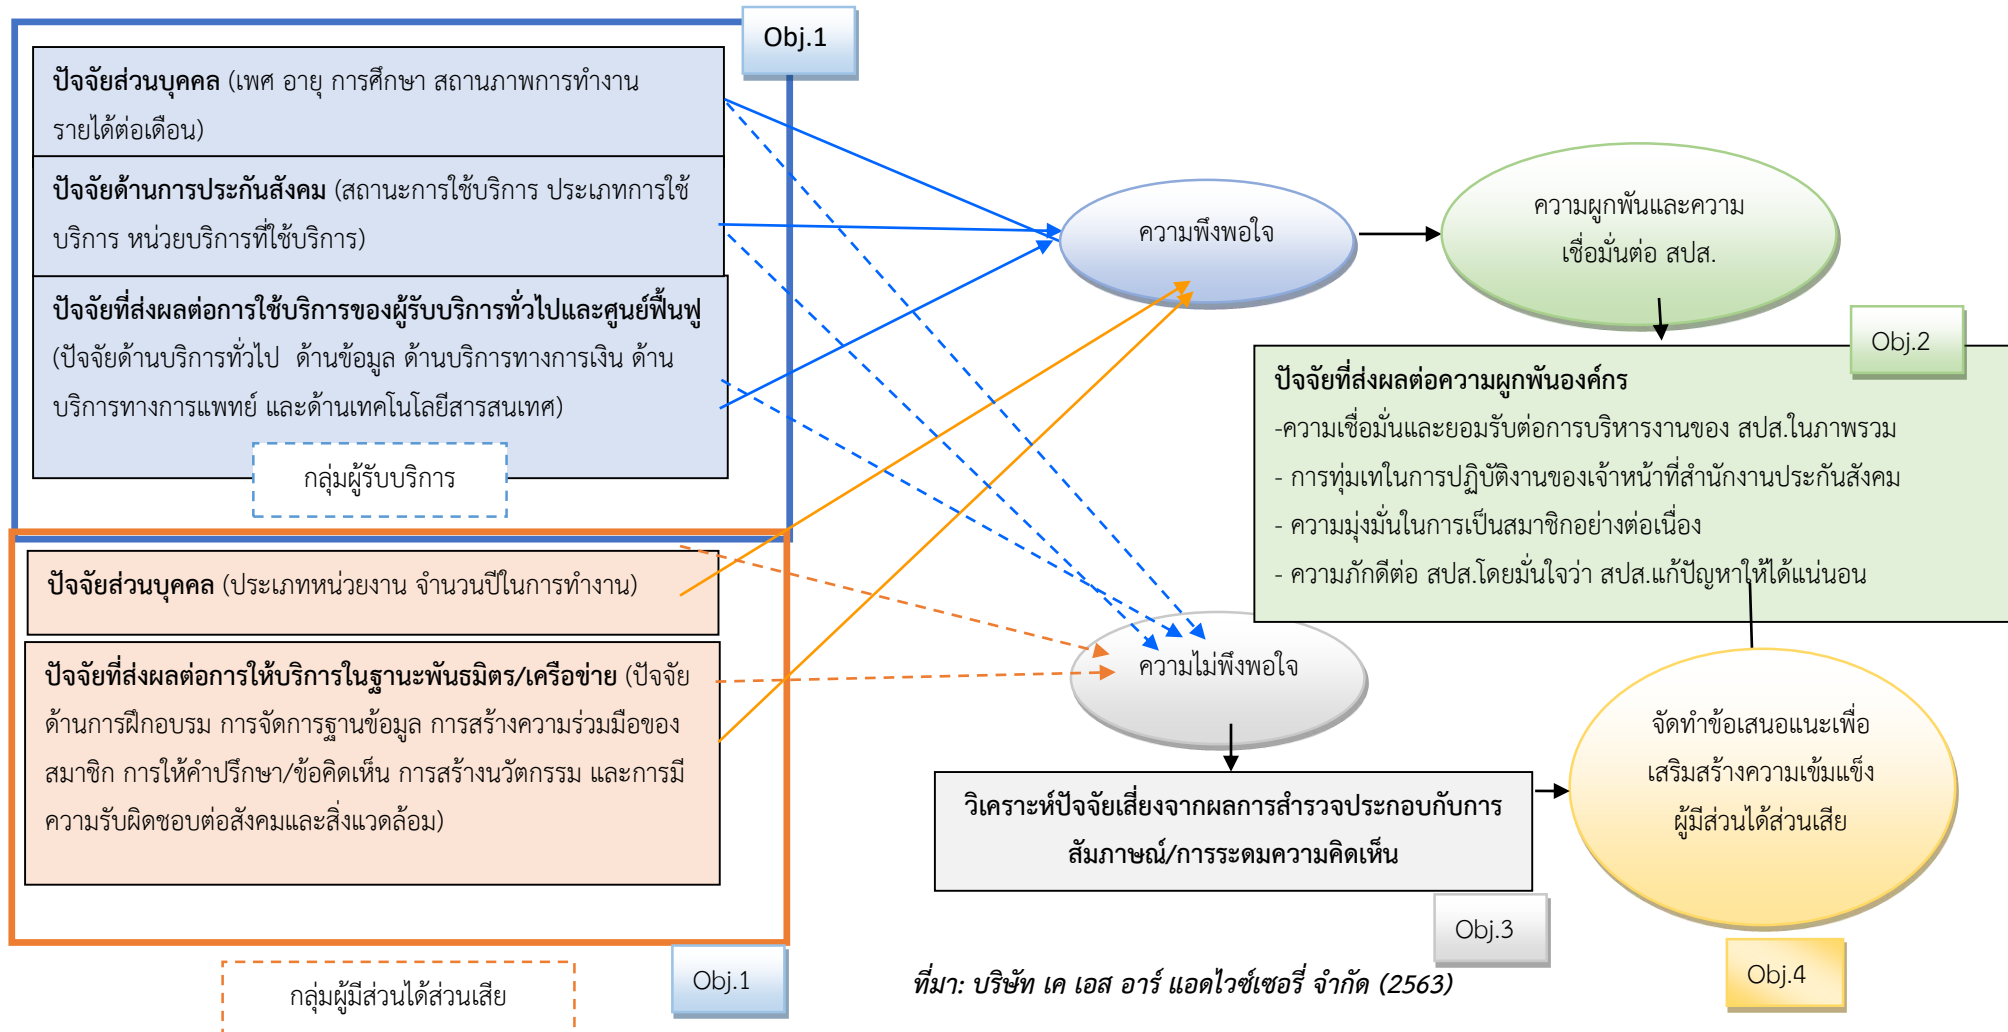 Obj.1
ปัจจัยส่วนบุคคล (เพศ อายุ การศึกษา สถานภาพการทำงาน
รายได้ต่อเดือน)
ปัจจัยด้านการประกันสังคม (สถานะการใช้บริการ ประเภทการใช้
บริการ หน่วยบริการที่ใช้บริการ)
ปัจจัยที่ส่งผลต่อการใช้บริการของผู้รับบริการทั่วไปและศูนย์ฟื้นฟู
(ปัจจัยด้านบริการทั่วไป ด้านข้อมูล ด้านบริการทางการเงิน ด้าน
บริการทางการแพทย์ และด้านเทคโนโลยีสารสนเทศ)
กลุ่มผู้รับบริการ
ปัจจัยส่วนบุคคล (ประเภทหน่วยงาน จำนวนปีในการทำงาน)
ปัจจัยที่ส่งผลต่อการให้บริการในฐานะพันธมิตร/เครือข่าย (ปัจจัย
ด้านการฝึกอบรม การจัดการฐานข้อมูล การสร้างความร่วมมือของ
สมาชิก การให้คำปรึกษา/ข้อคิดเห็น การสร้างนวัตกรรม และการมี
ความรับผิดชอบต่อสังคมและสิ่งแวดล้อม)
กลุ่มผู้มีส่วนได้ส่วนเสีย
Obj.1
ความพึงพอใจ
ความผูกพันและความ
เชื่อมั่นต่อ สปส.
Obj.2
ปัจจัยที่ส่งผลต่อความผูกพันองค์กร
-ความเชื่อมั่นและยอมรับต่อการบริหารงานของ สปส.ในภาพรวม
- การทุ่มเทในการปฏิบัติงานของเจ้าหน้าที่สำนักงานประกันสังคม
- ความมุ่งมั่นในการเป็นสมาชิกอย่างต่อเนื่อง
- ความภักดีต่อ สปส.โดยมั่นใจว่า สปส.แก้ปัญหาให้ได้แน่นอน
ความไม่พึงพอใจ
วิเคราะห์ปัจจัยเสี่ยงจากผลการสำรวจประกอบกับการ
สัมภาษณ์/การระดมความคิดเห็น
Obj.3
จัดทำข้อเสนอแนะเพื่อ
เสริมสร้างความเข้มแข็ง
ผู้มีส่วนได้ส่วนเสีย
Obj.4
ที่มา: บริษัท เค เอส อาร์ แอดไวซ์เซอรี่ จำกัด (2563)